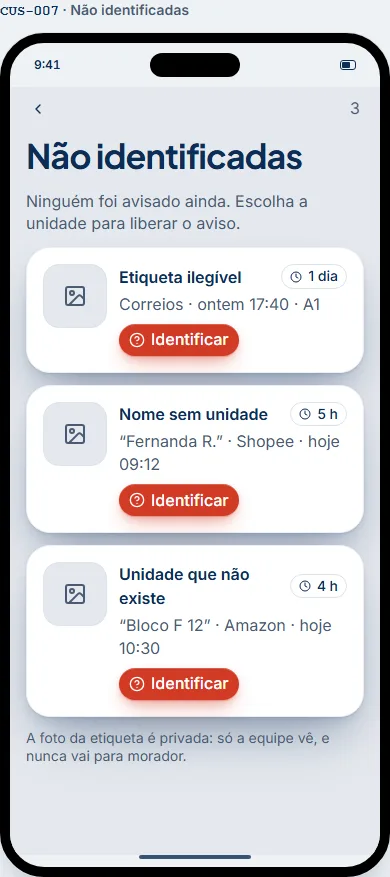 CUS-007 · Não identificadas
9:41
3
Não identificadas
Ninguém foi avisado ainda. Escolha a
unidade para liberar o aviso.
Etiqueta ilegível
1 dia
Correios · ontem 17:40 · A1
Identificar
Nome sem unidade
5 h
“Fernanda R.” · Shopee · hoje
09:12
Identificar
Unidade que não
existe
4 h
“Bloco F 12” · Amazon · hoje
10:30
Identificar
A foto da etiqueta é privada: só a equipe vê, e
nunca vai para morador.